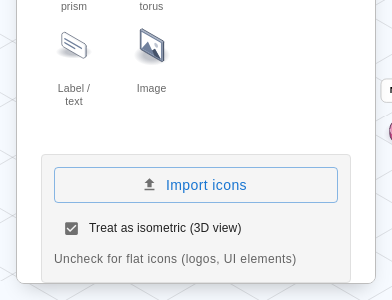 prism
torus
Label /
text
Image
Import icons
Treat as isometric (3D view)
Uncheck for flat icons (logos, UI elements)